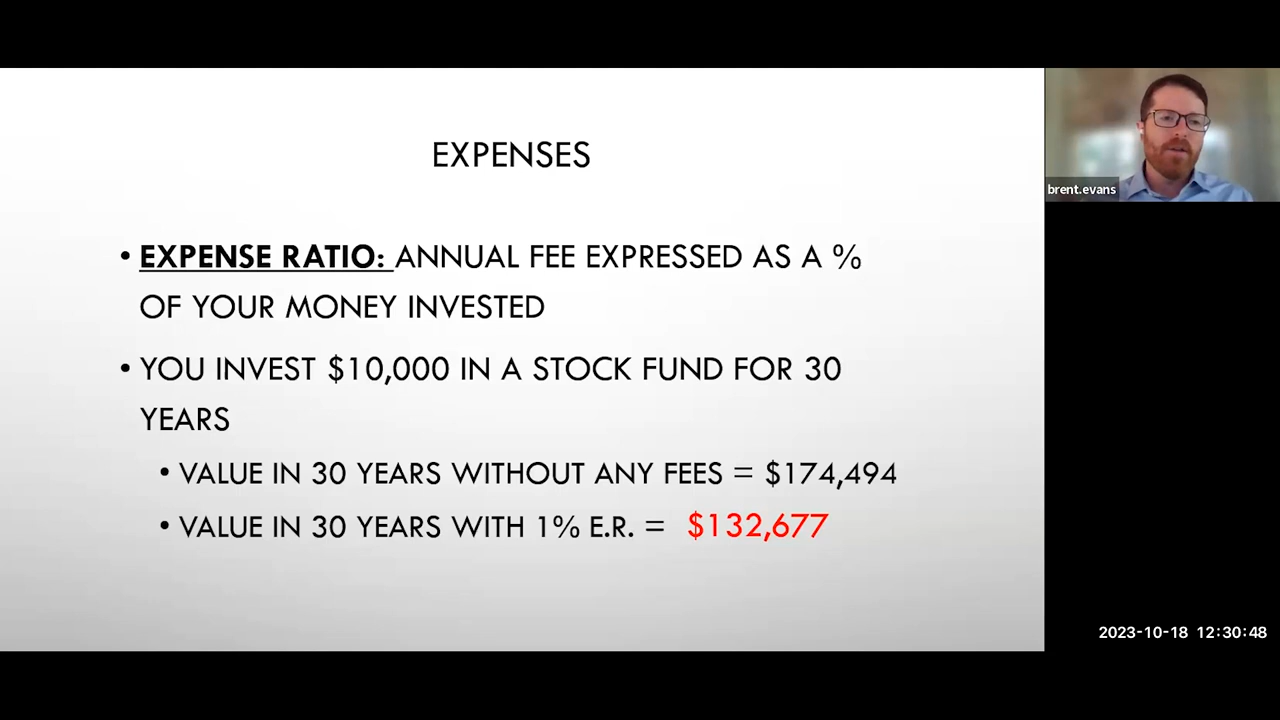 EXPENSES
• EXPENSE RATIO: ANNUAL FEE EXPRESSED AS A %
OF YOUR MONEY INVESTED
• YOU INVEST $10,000 IN A STOCK FUND FOR 30
YEARS
• VALUE IN 30 YEARS WITHOUT ANY FEES = $174,494
• VALUE IN 30 YEARS WITH 1% E.R. = $132,677
brent.evans
2023-10-18 12:30:48